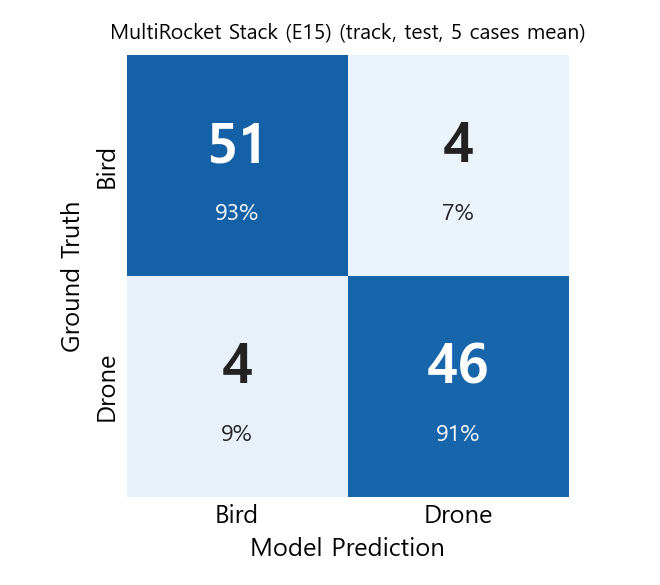 MultiRocket Stack (E15) (track, test, 5 cases mean)
Ground Truth
Bird
51
93%
4
7%
Drone
4
9%
46
91%
Bird
Drone
Model Prediction